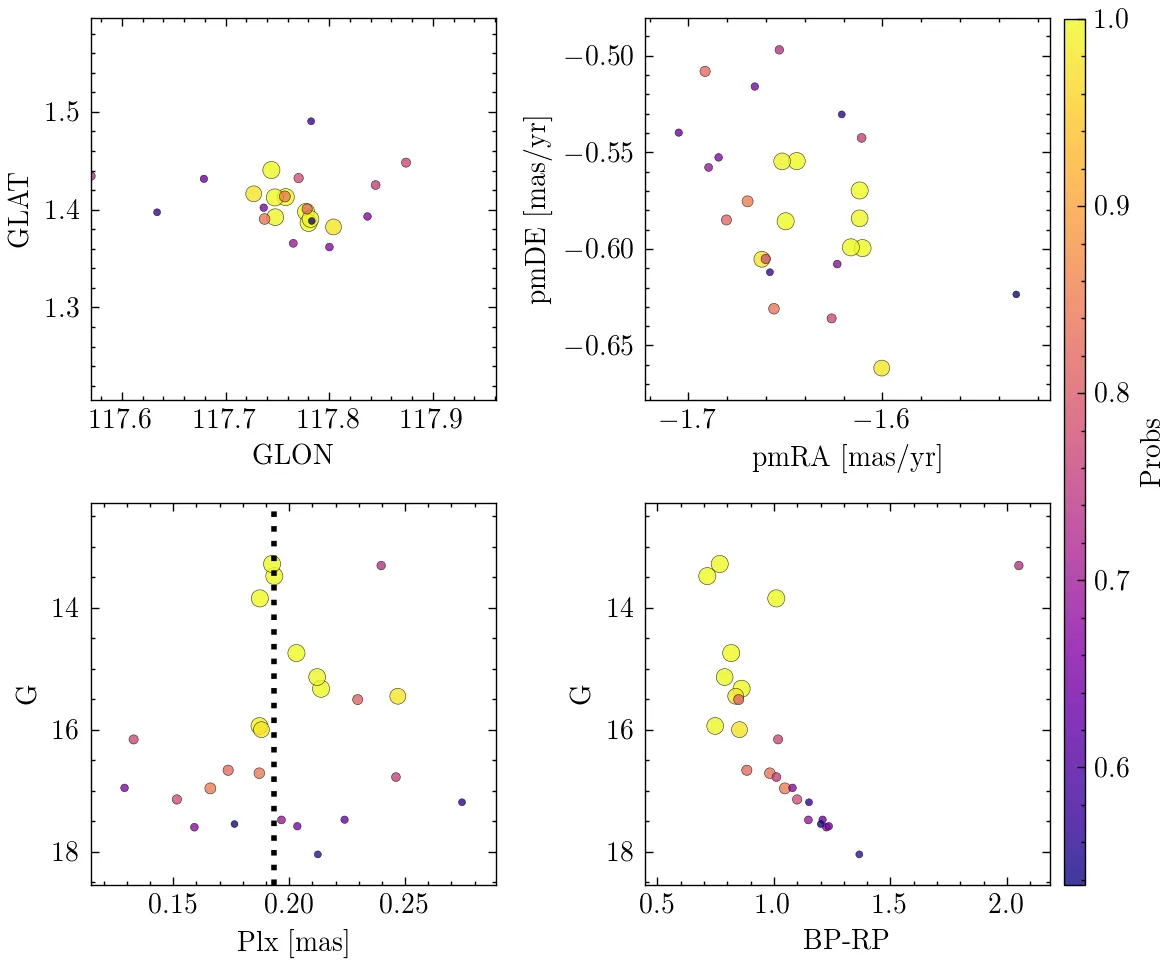 1.5
1.4
1.3
GLAT
117.6 117.7 117.8 117.9
GLON
−0.50
−0.55
−0.60
−0.65
pmDE [mas/yr]
−1.7 −1.6
pmRA [mas/yr]
1.0
0.9
0.8
0.7
0.6
Probs
14
16
18
G
0.15 0.20 0.25
Plx [mas]
14
16
18
G
0.5 1.0 1.5 2.0
BP-RP